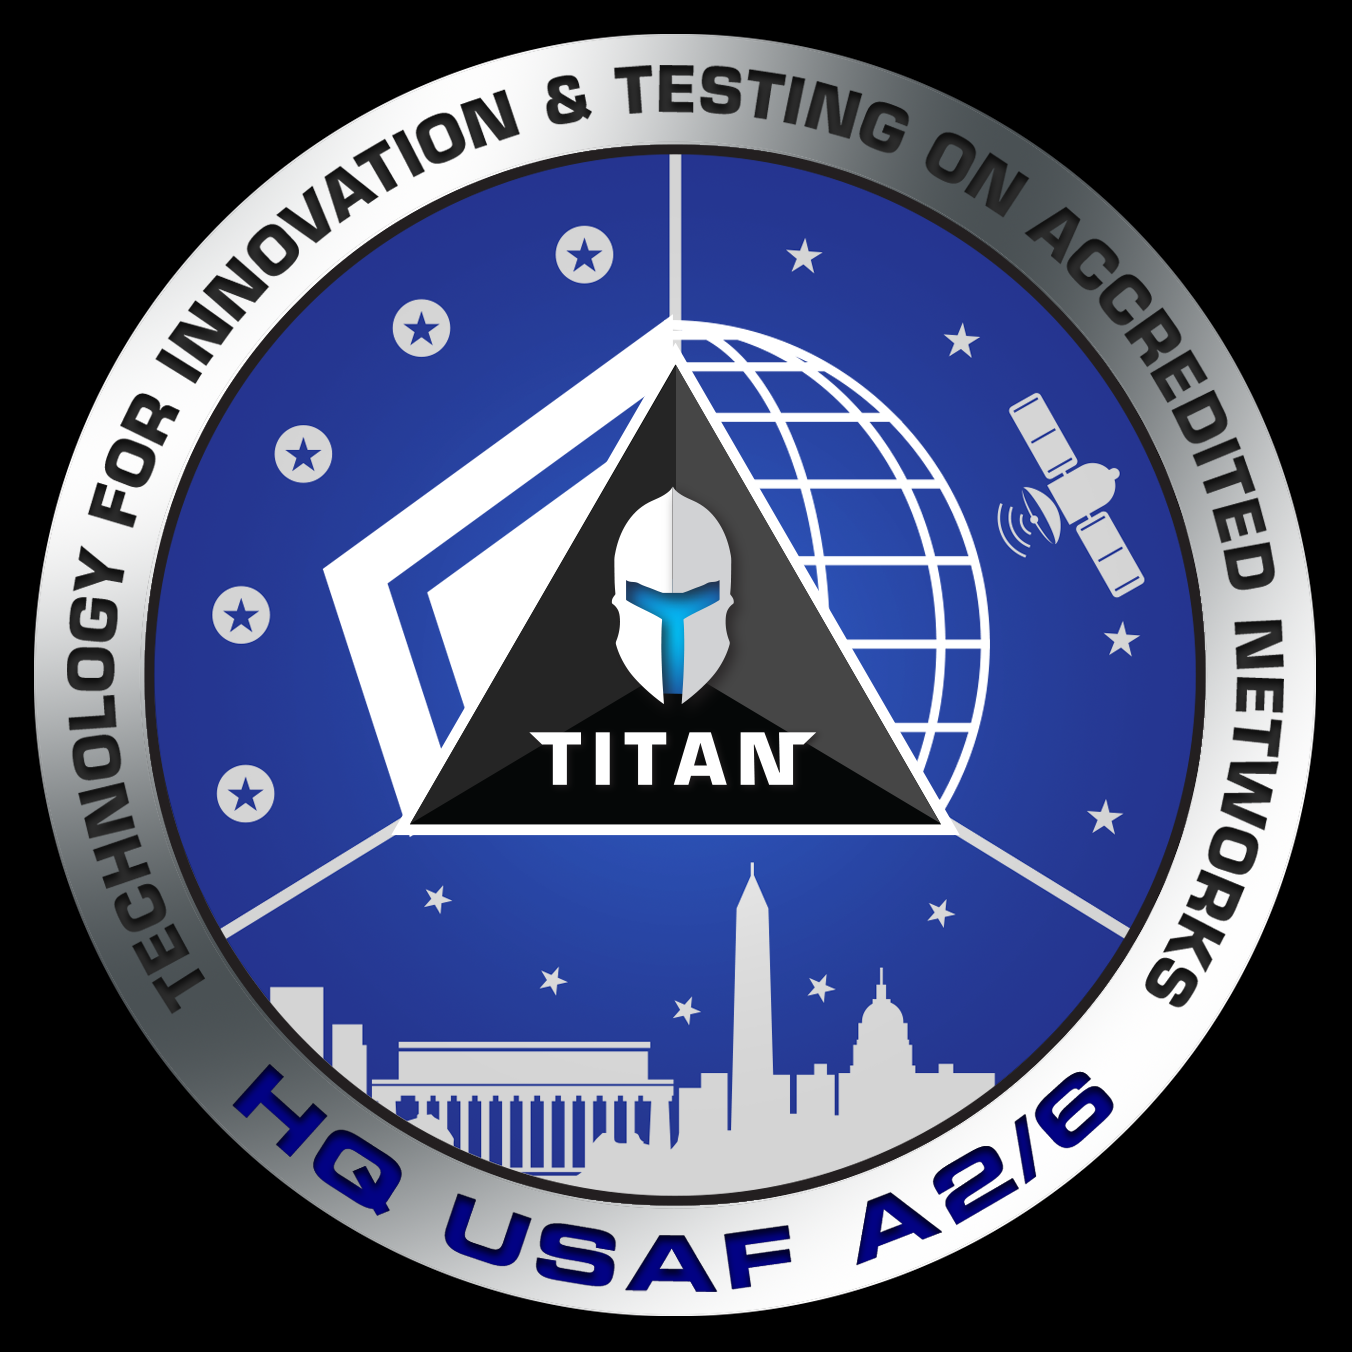 TECHNOLOGY FOR INNOVATION & TESTING ON ACCREDITED NETWORKS
TITAN
HQ USAF A2/6